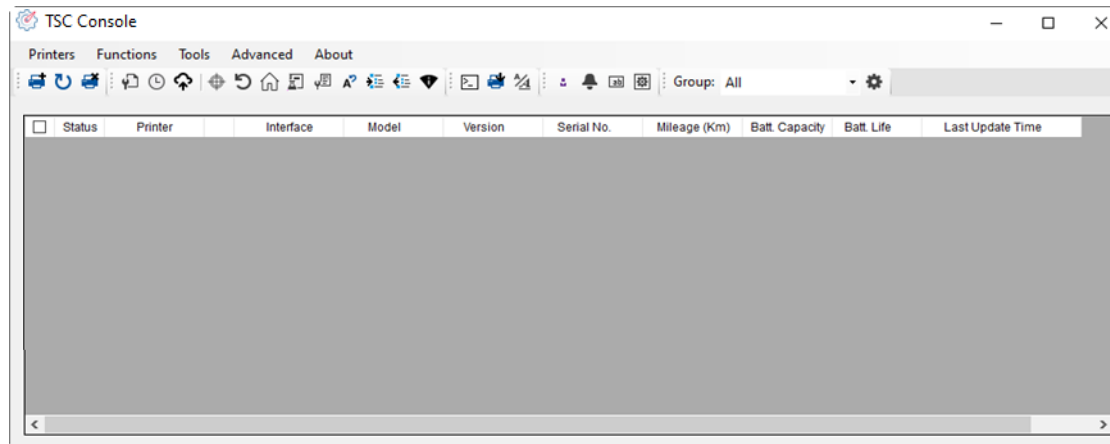 TSC Console
Printers Functions Tools Advanced About
Group: All
Status Printer Interface Model Version Serial No. Mileage (Km) Batt. Capacity Batt. Life Last Update Time